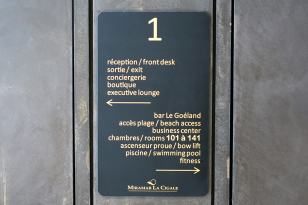 1
réception / front desk
sortie / exit
conciergerie
boutique
executive lounge
bar Le Goéland
accès plage / beach access
business center
chambres / rooms 101 à 141
ascenseur proue / bow lift
piscine / swimming pool
fitness
MIRAMAR LA CIGALE